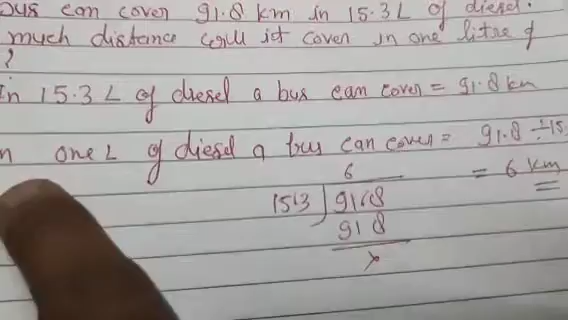 bus can cover 91.8 km in 15.3 L of diesel.
much distance will it cover in one litre of
?
In 15.3 L of diesel a bus can cover = 91.8 km
n one L of diesel a bus can cover = 91.8 ÷ 15.
= 6 km
6
153 918
918
x